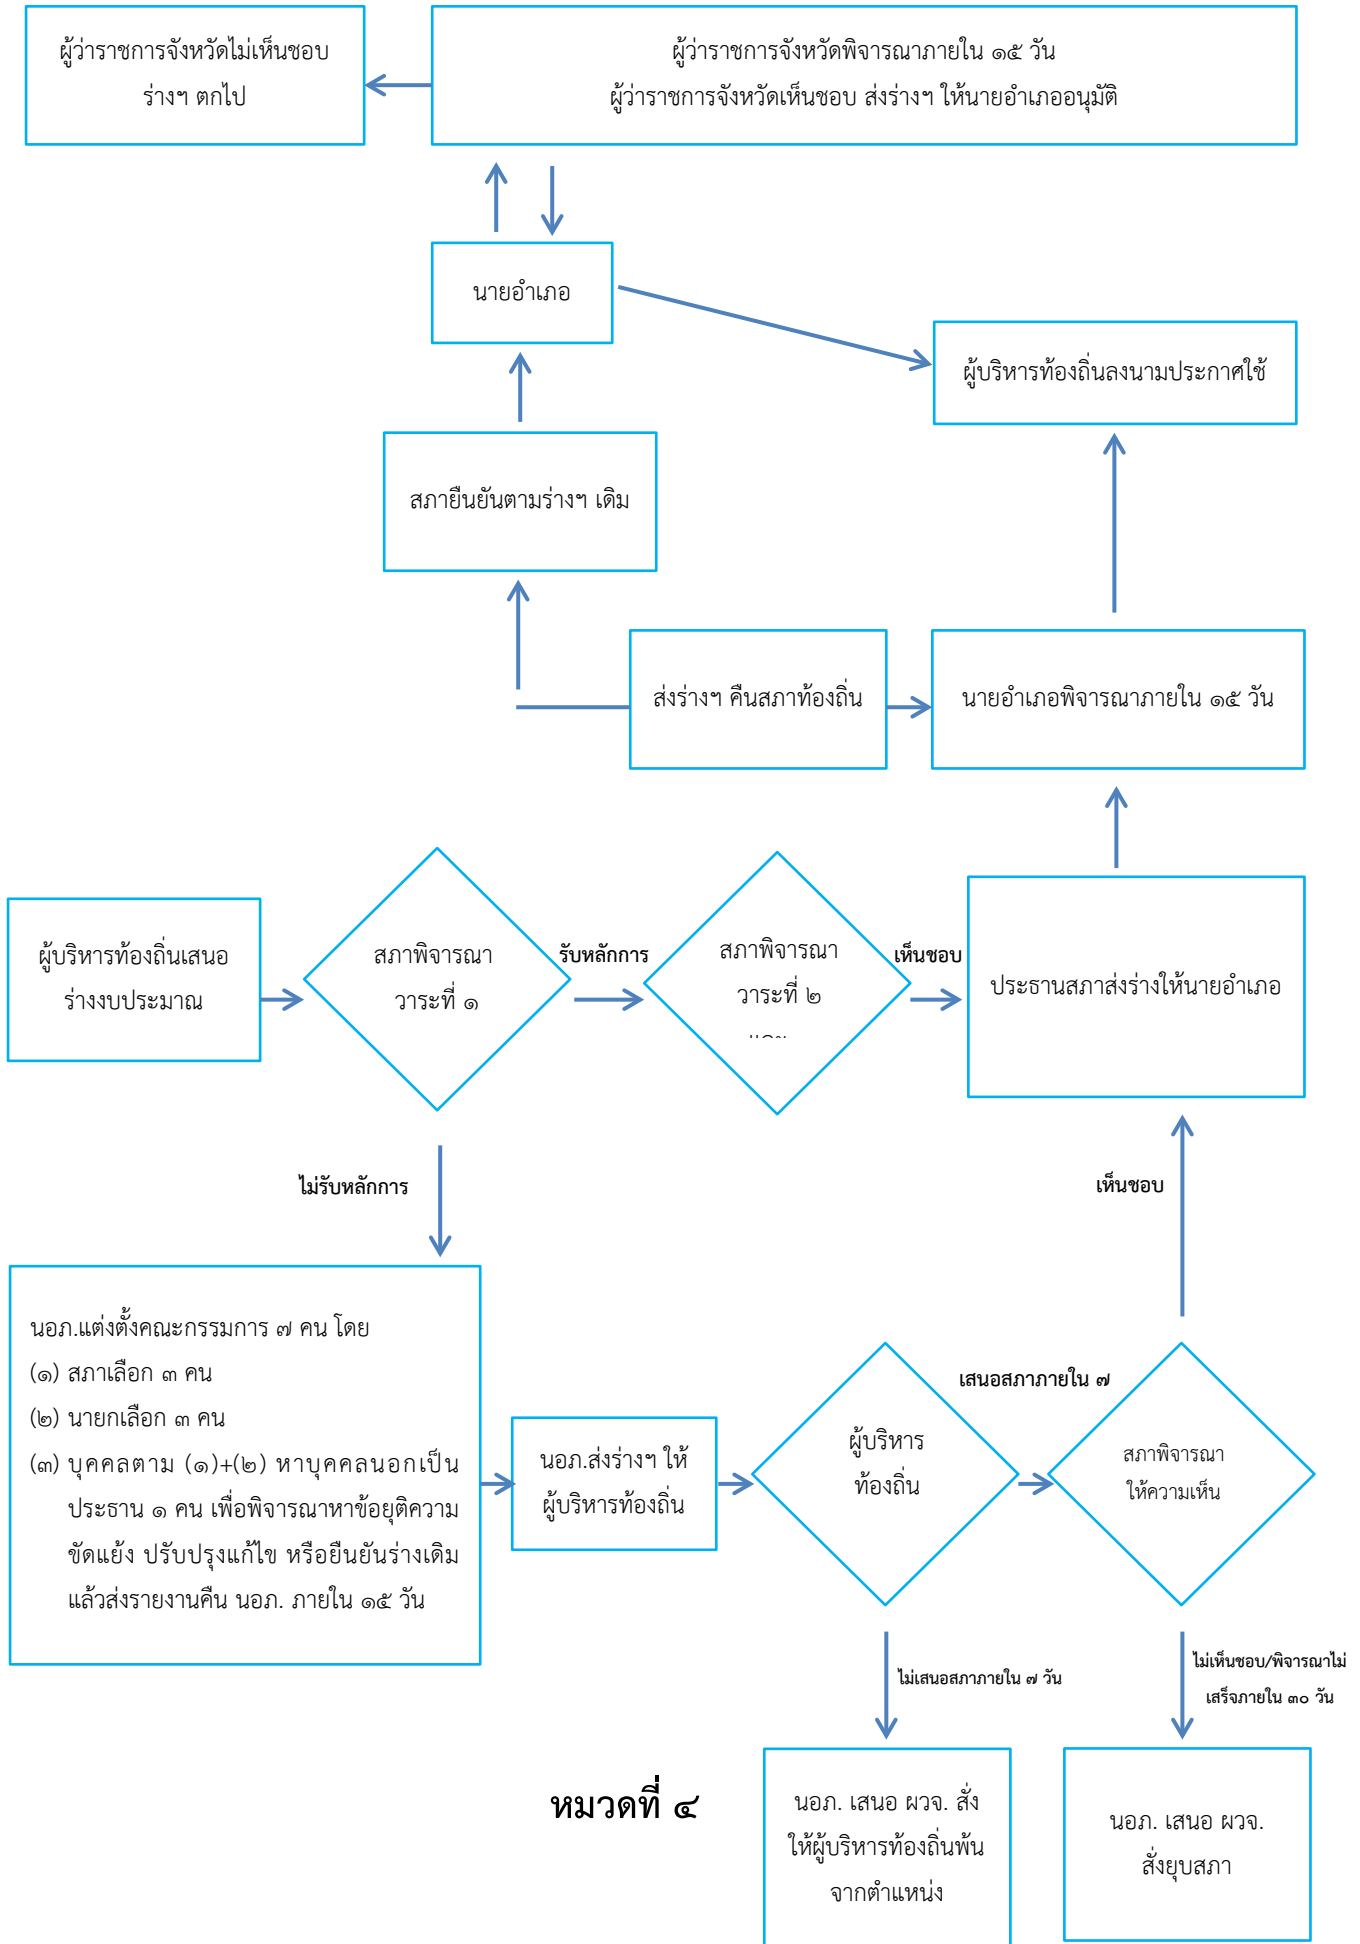 ผู้ว่าราชการจังหวัดไม่เห็นชอบ
ร่างฯ ตกไป
ผู้ว่าราชการจังหวัดพิจารณาภายใน ๑๕ วัน
ผู้ว่าราชการจังหวัดเห็นชอบ ส่งร่างฯ ให้นายอำเภออนุมัติ
นายอำเภอ
ผู้บริหารท้องถิ่นลงนามประกาศใช้
สภายืนยันตามร่างฯ เดิม
ส่งร่างฯ คืนสภาท้องถิ่น
นายอำเภอพิจารณาภายใน ๑๕ วัน
ผู้บริหารท้องถิ่นเสนอ
ร่างงบประมาณ
สภาพิจารณา
วาระที่ ๑
รับหลักการ
สภาพิจารณา
วาระที่ ๒
เห็นชอบ
ประธานสภาส่งร่างให้นายอำเภอ
ไม่รับหลักการ
เห็นชอบ
นอภ.แต่งตั้งคณะกรรมการ ๗ คน โดย
(๑) สภาเลือก ๓ คน
(๒) นายกเลือก ๓ คน
(๓) บุคคลตาม (๑)+(๒) หาบุคคลนอกเป็น
ประธาน ๑ คน เพื่อพิจารณาหาข้อยุติความ
ขัดแย้ง ปรับปรุงแก้ไข หรือยืนยันร่างเดิม
แล้วส่งรายงานคืน นอภ. ภายใน ๑๕ วัน
นอภ.ส่งร่างฯ ให้
ผู้บริหารท้องถิ่น
ผู้บริหาร
ท้องถิ่น
เสนอสภาภายใน ๗
สภาพิจารณา
ให้ความเห็น
ไม่เสนอสภาภายใน ๗ วัน
ไม่เห็นชอบ/พิจารณาไม่
เสร็จภายใน ๓๐ วัน
หมวดที่ ๔
นอภ. เสนอ ผวจ. สั่ง
ให้ผู้บริหารท้องถิ่นพ้น
จากตำแหน่ง
นอภ. เสนอ ผวจ.
สั่งยุบสภา